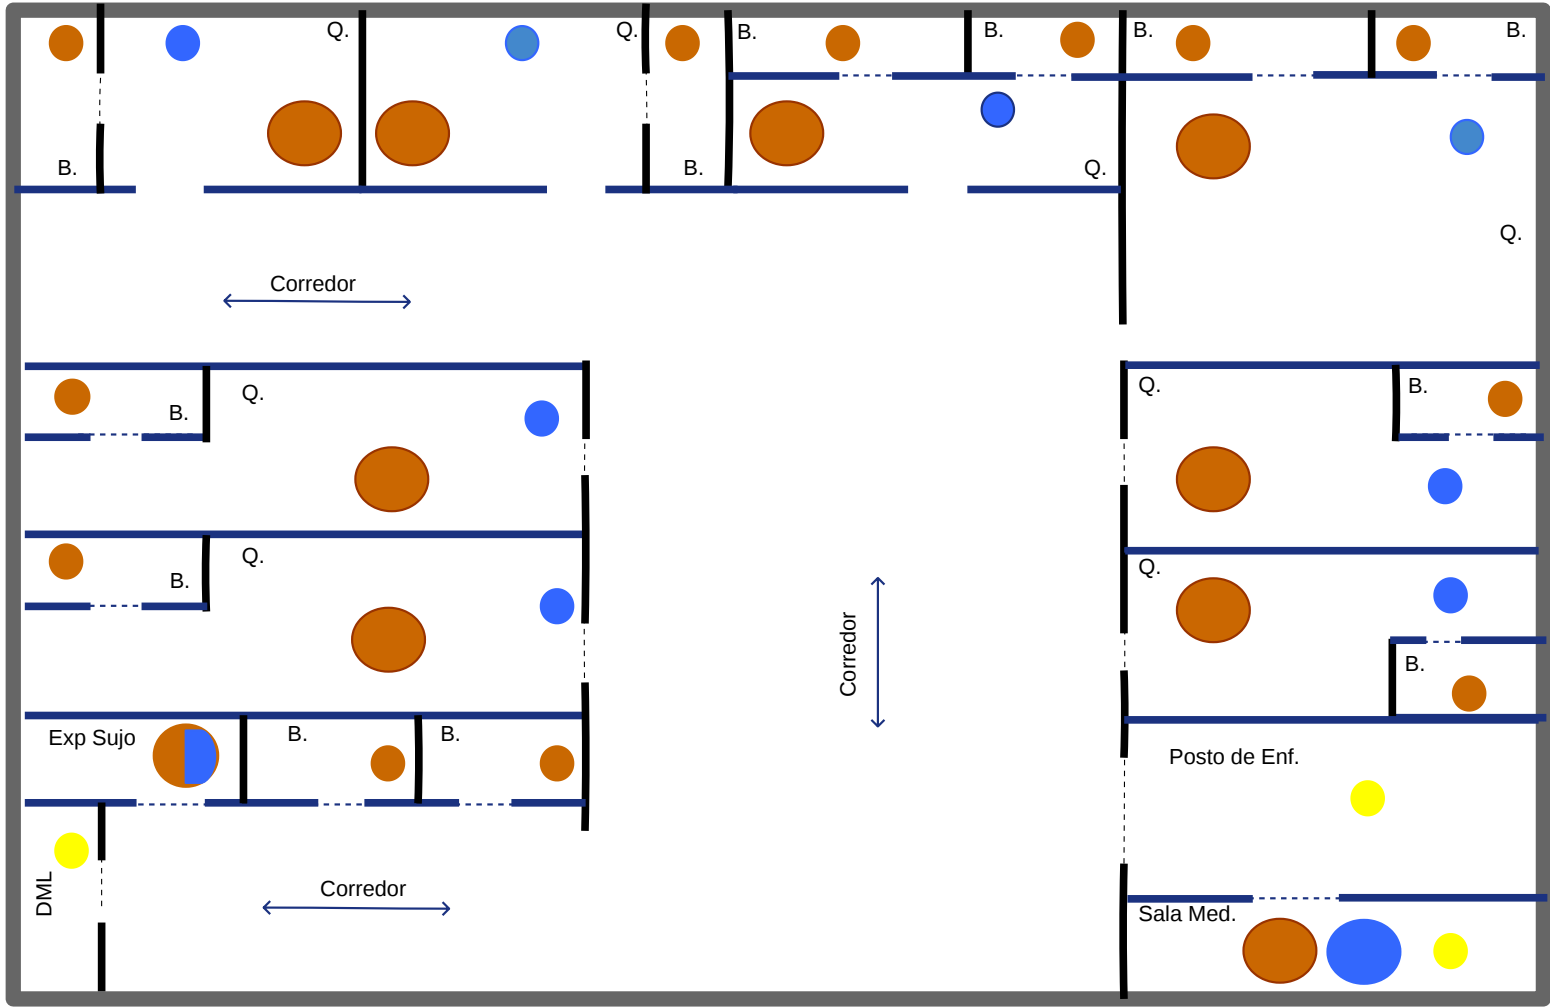 Q.
Q.
B.
B.
B.
B.
B.
B.
Q.
Q.
Corredor
Q.
B.
Q.
B.
B.
Q.
Q.
B.
Corredor
B.
Exp Sujo
B.
B.
Posto de Enf.
DML
Corredor
Sala Med.